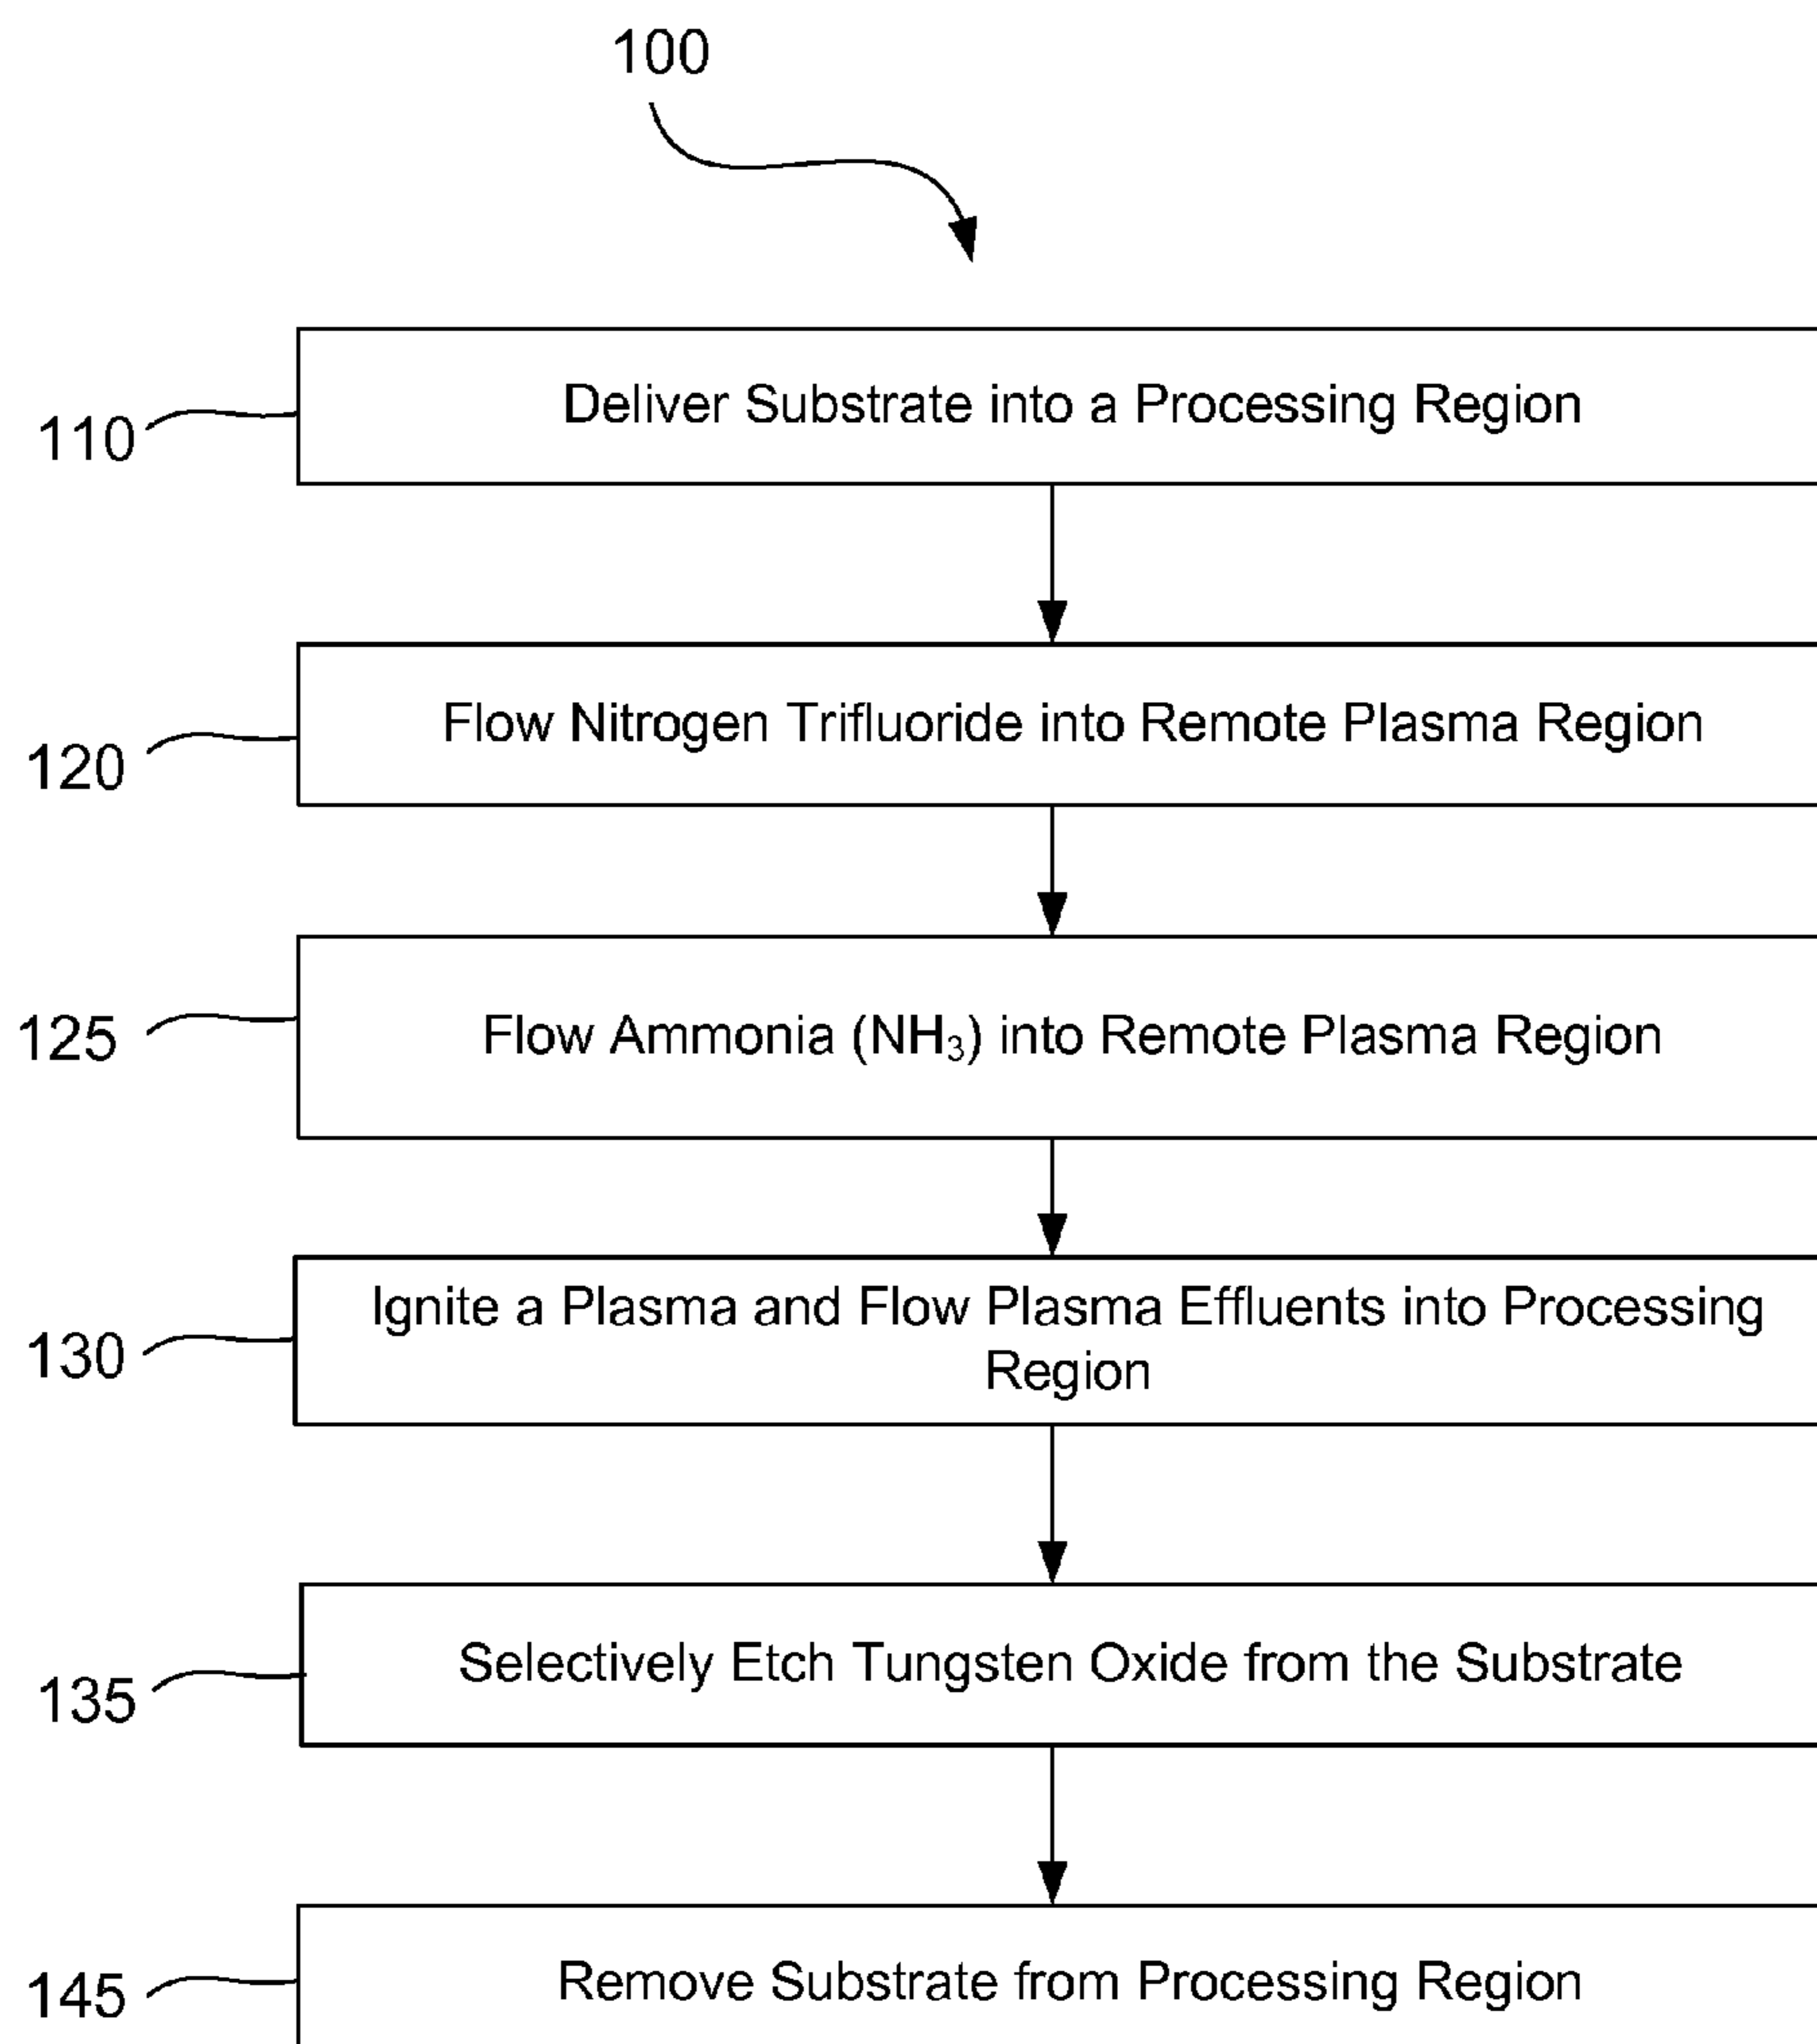 100
110
Deliver Substrate into a Processing Region
120
Flow Nitrogen Trifluoride into Remote Plasma Region
125
Flow Ammonia (NH₃) into Remote Plasma Region
130
Ignite a Plasma and Flow Plasma Effluents into Processing
Region
135
Selectively Etch Tungsten Oxide from the Substrate
145
Remove Substrate from Processing Region